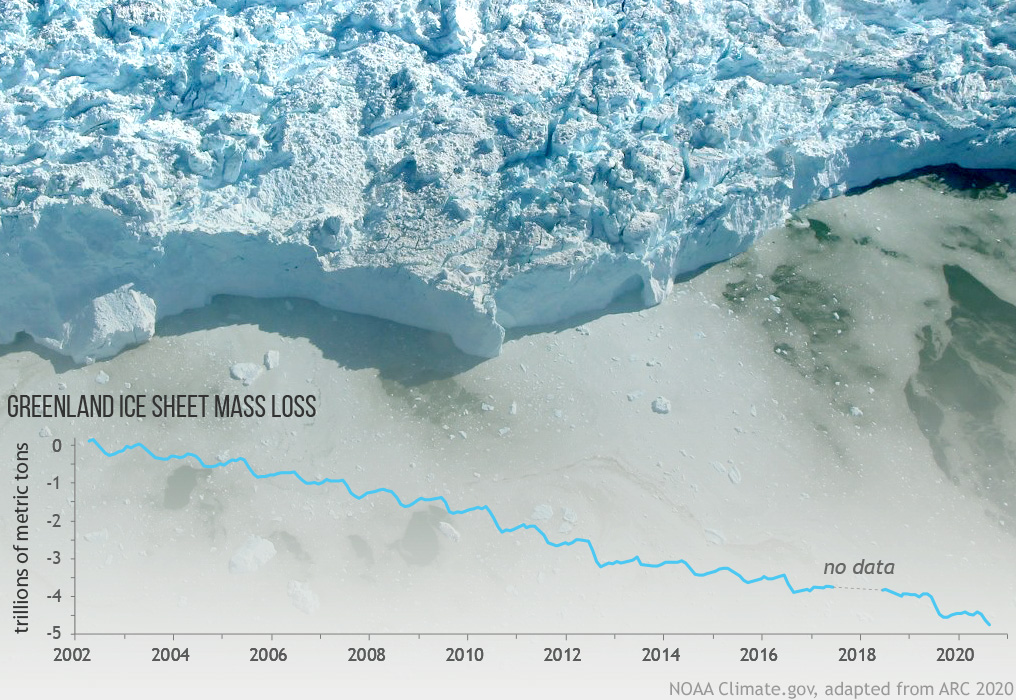 GREENLAND ICE SHEET MASS LOSS
trillions of metric tons
0
-1
-2
-3
-4
-5
no data
2002 2004 2006 2008 2010 2012 2014 2016 2018 2020
NOAA Climate.gov, adapted from ARC 2020